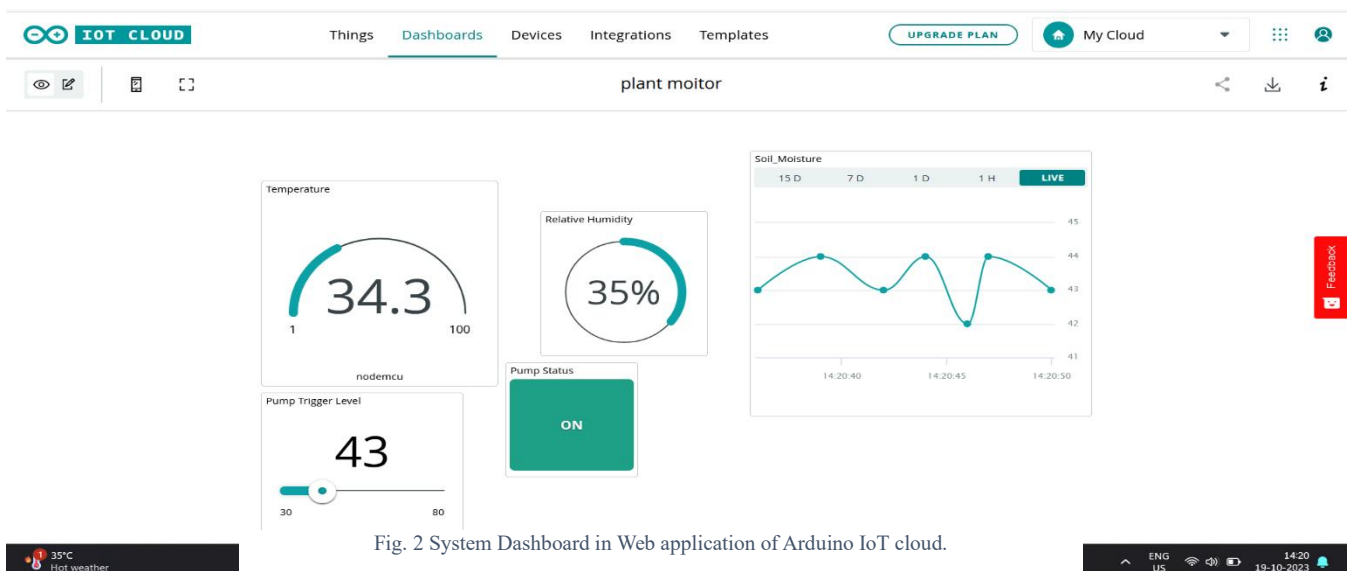 IOT CLOUD
Things Dashboards Devices Integrations Templates UPGRADE PLAN My Cloud
plant moitor i
Temperature
34.3
1 100
nodemcu
Pump Trigger Level
43
30 80
Relative Humidity
35%
Pump Status
ON
Soil_Moisture
15 D 7 D 1 D 1 H LIVE
45
44
43
42
41
14:20:40 14:20:45 14:20:50
Feedback
Fig. 2 System Dashboard in Web application of Arduino IoT cloud.
1
35°C
Hot weather
ENG
US
14:20
19-10-2023